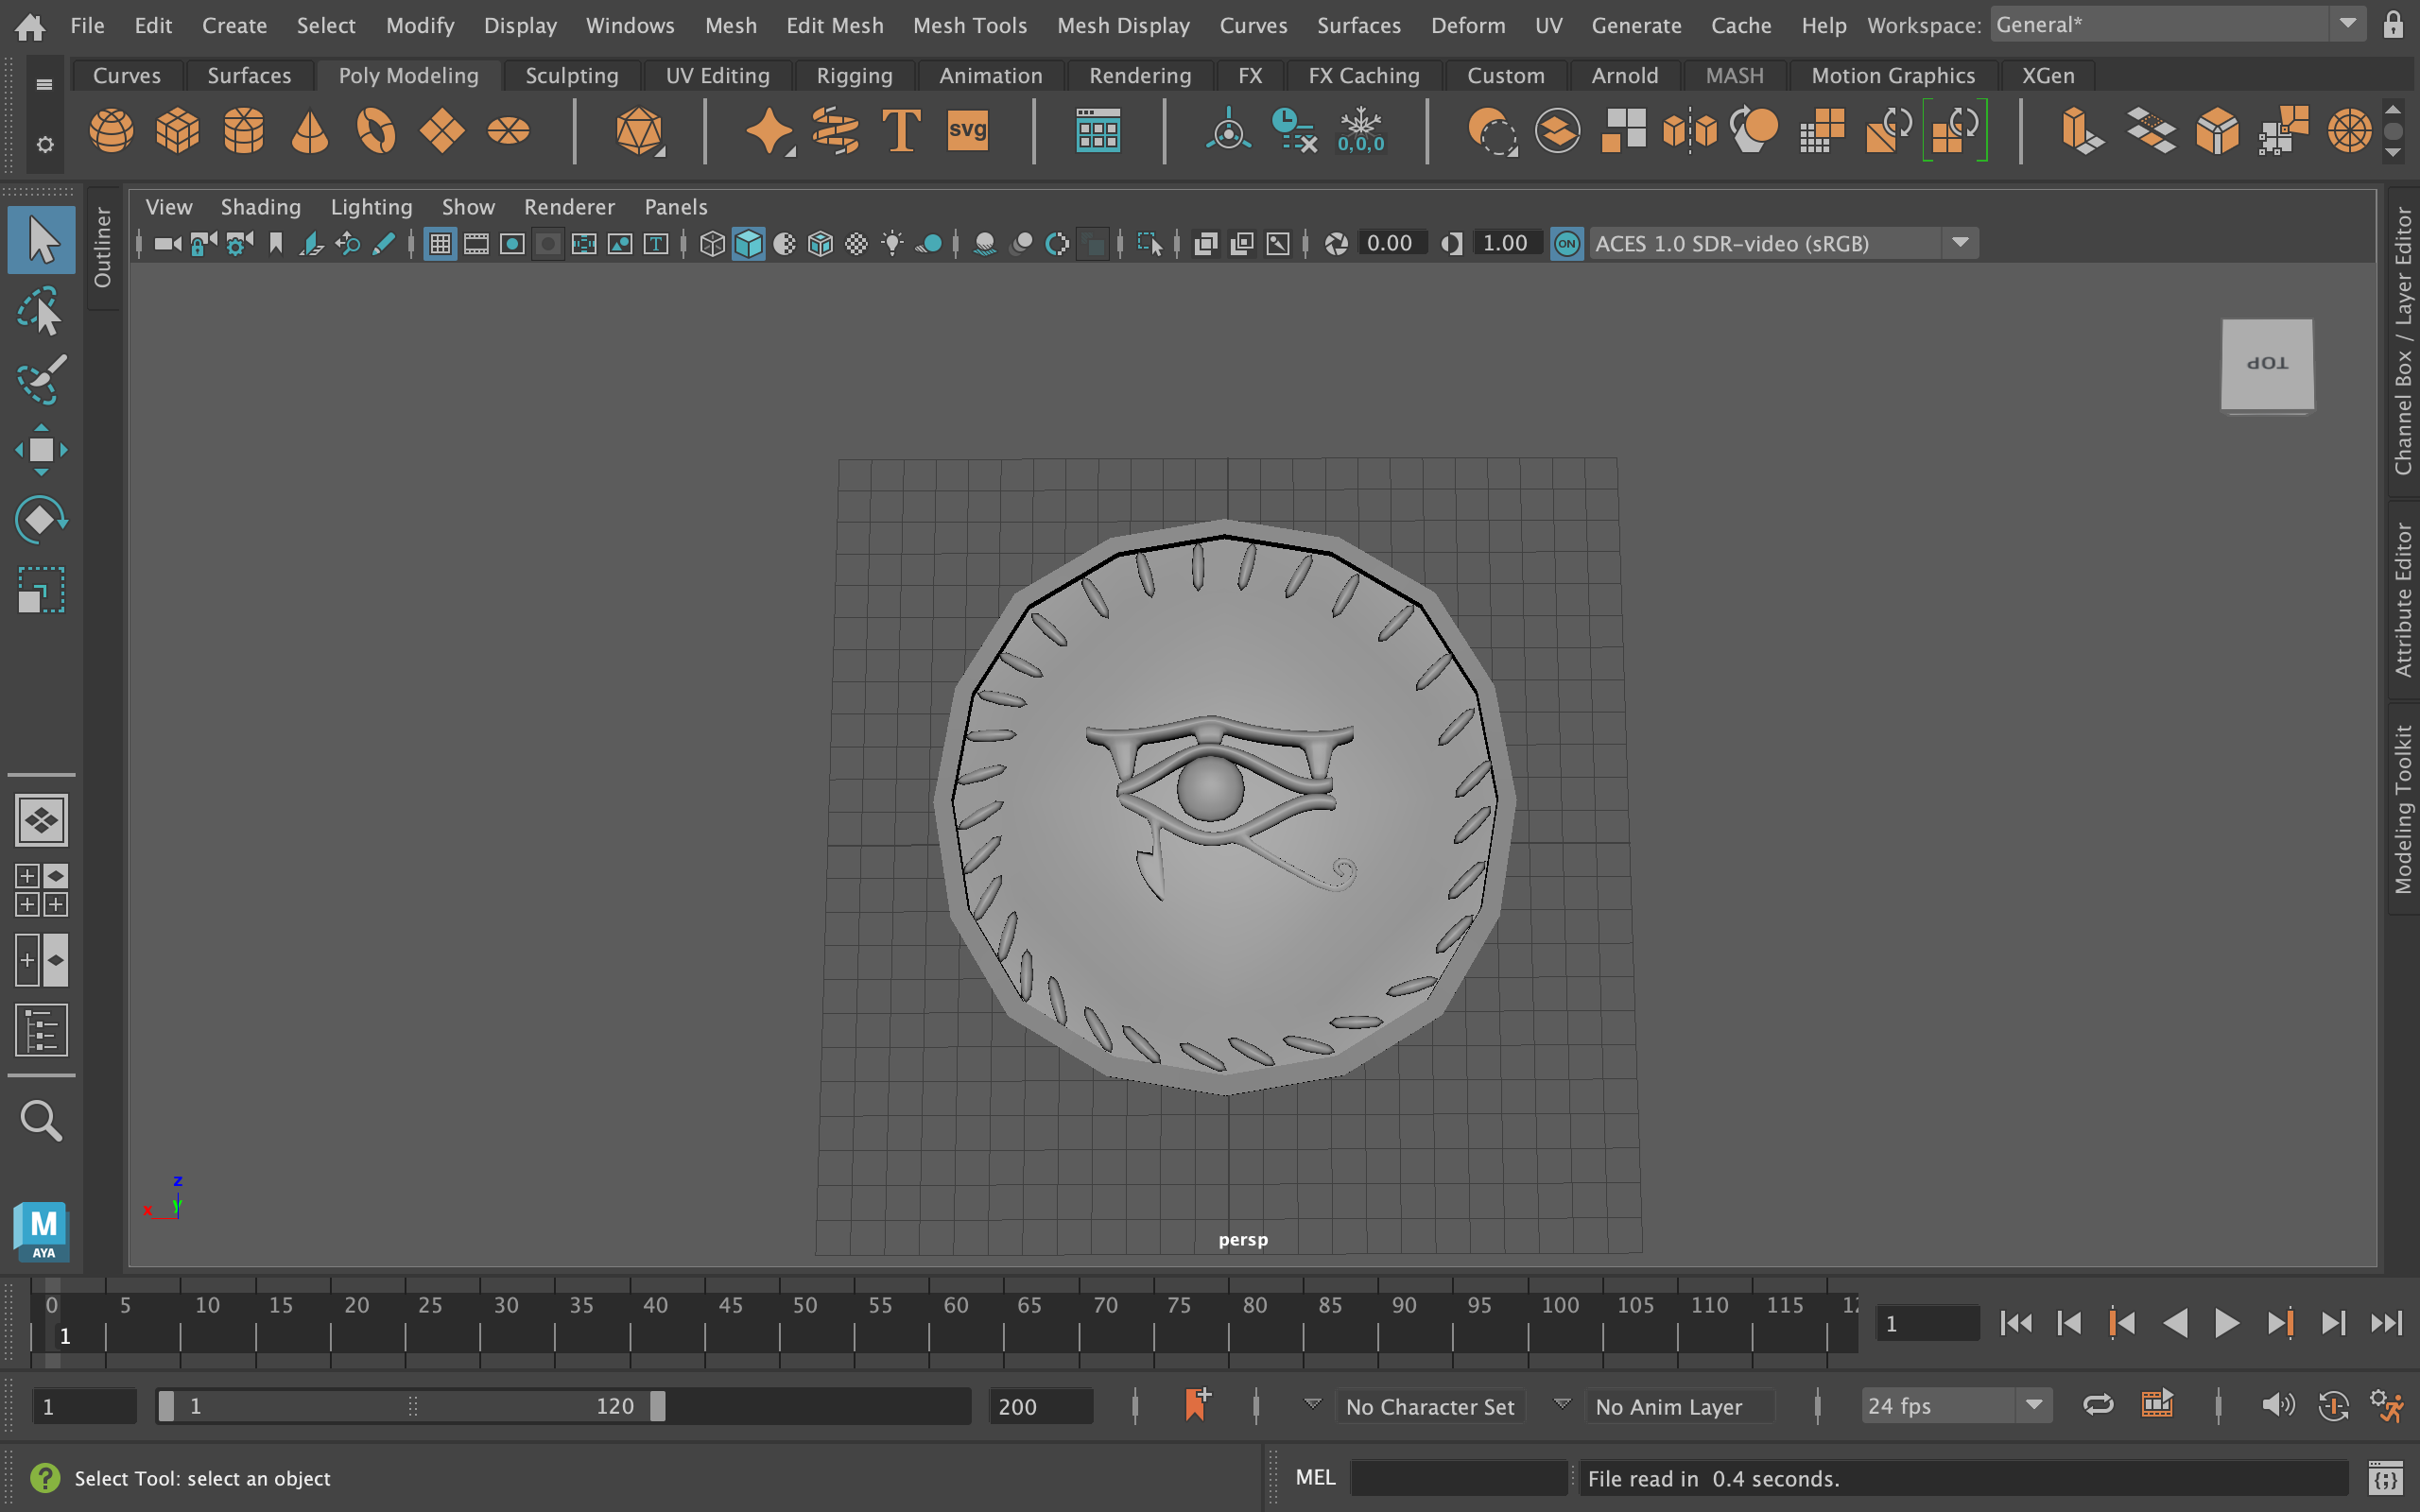 File Edit Create Select Modify Display Windows Mesh Edit Mesh Mesh Tools Mesh Display Curves Surfaces Deform UV Generate Cache Help Workspace: General*
Curves Surfaces Poly Modeling Sculpting UV Editing Rigging Animation Rendering FX FX Caching Custom Arnold MASH Motion Graphics XGen
T svg 0,0,0
View Shading Lighting Show Renderer Panels
T 0.00 1.00 ON ACES 1.0 SDR-video (sRGB)
Outliner
Channel Box / Layer Editor
Attribute Editor
Modeling Toolkit
TOP
z
x y
persp
M
AYA
0 5 10 15 20 25 30 35 40 45 50 55 60 65 70 75 80 85 90 95 100 105 110 115 12
1
1
1 1 120 200 No Character Set No Anim Layer 24 fps
Select Tool: select an object MEL File read in 0.4 seconds.